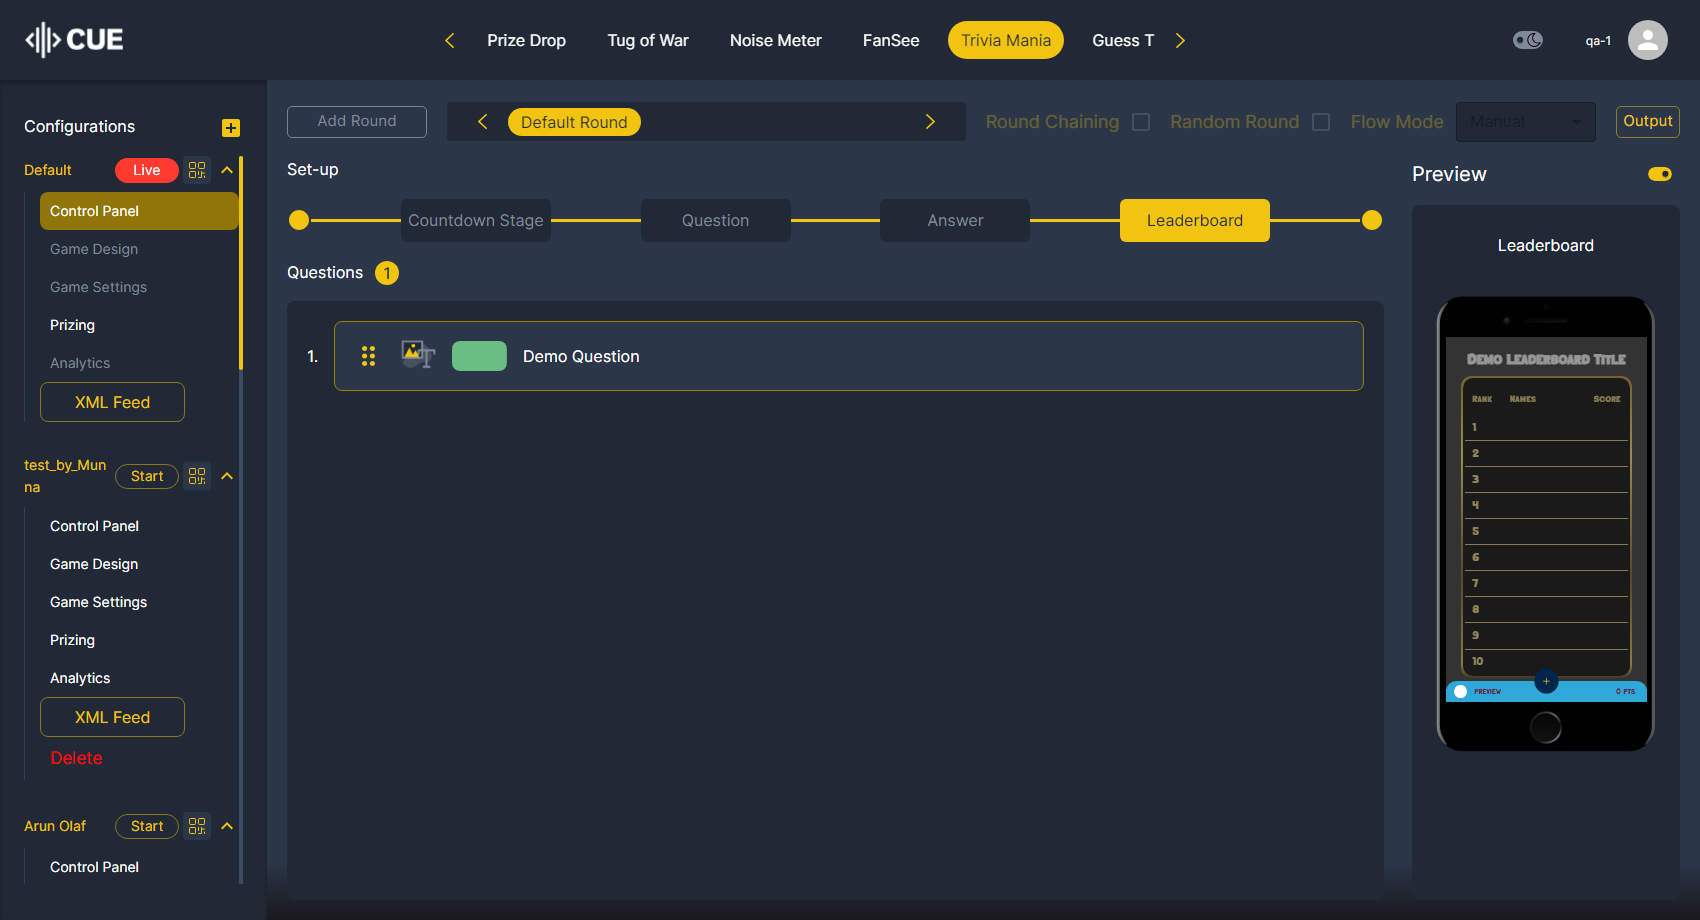 CUE
Prize Drop
Tug of War
Noise Meter
FanSee
Trivia Mania
Guess T
qa-1
Configurations
Default
Live
Control Panel
Game Design
Game Settings
Prizing
Analytics
XML Feed
test_by_Mun
na
Start
Control Panel
Game Design
Game Settings
Prizing
Analytics
XML Feed
Delete
Arun Olaf
Start
Control Panel
Add Round
Default Round
Round Chaining
Random Round
Flow Mode
Manual
Output
Set-up
Countdown Stage
Question
Answer
Leaderboard
Questions
1
1.
Demo Question
Preview
Leaderboard
Demo Leaderboard Title
Rank Names Score
1
2
3
4
5
6
7
8
9
10
PREVIEW
0 PTS